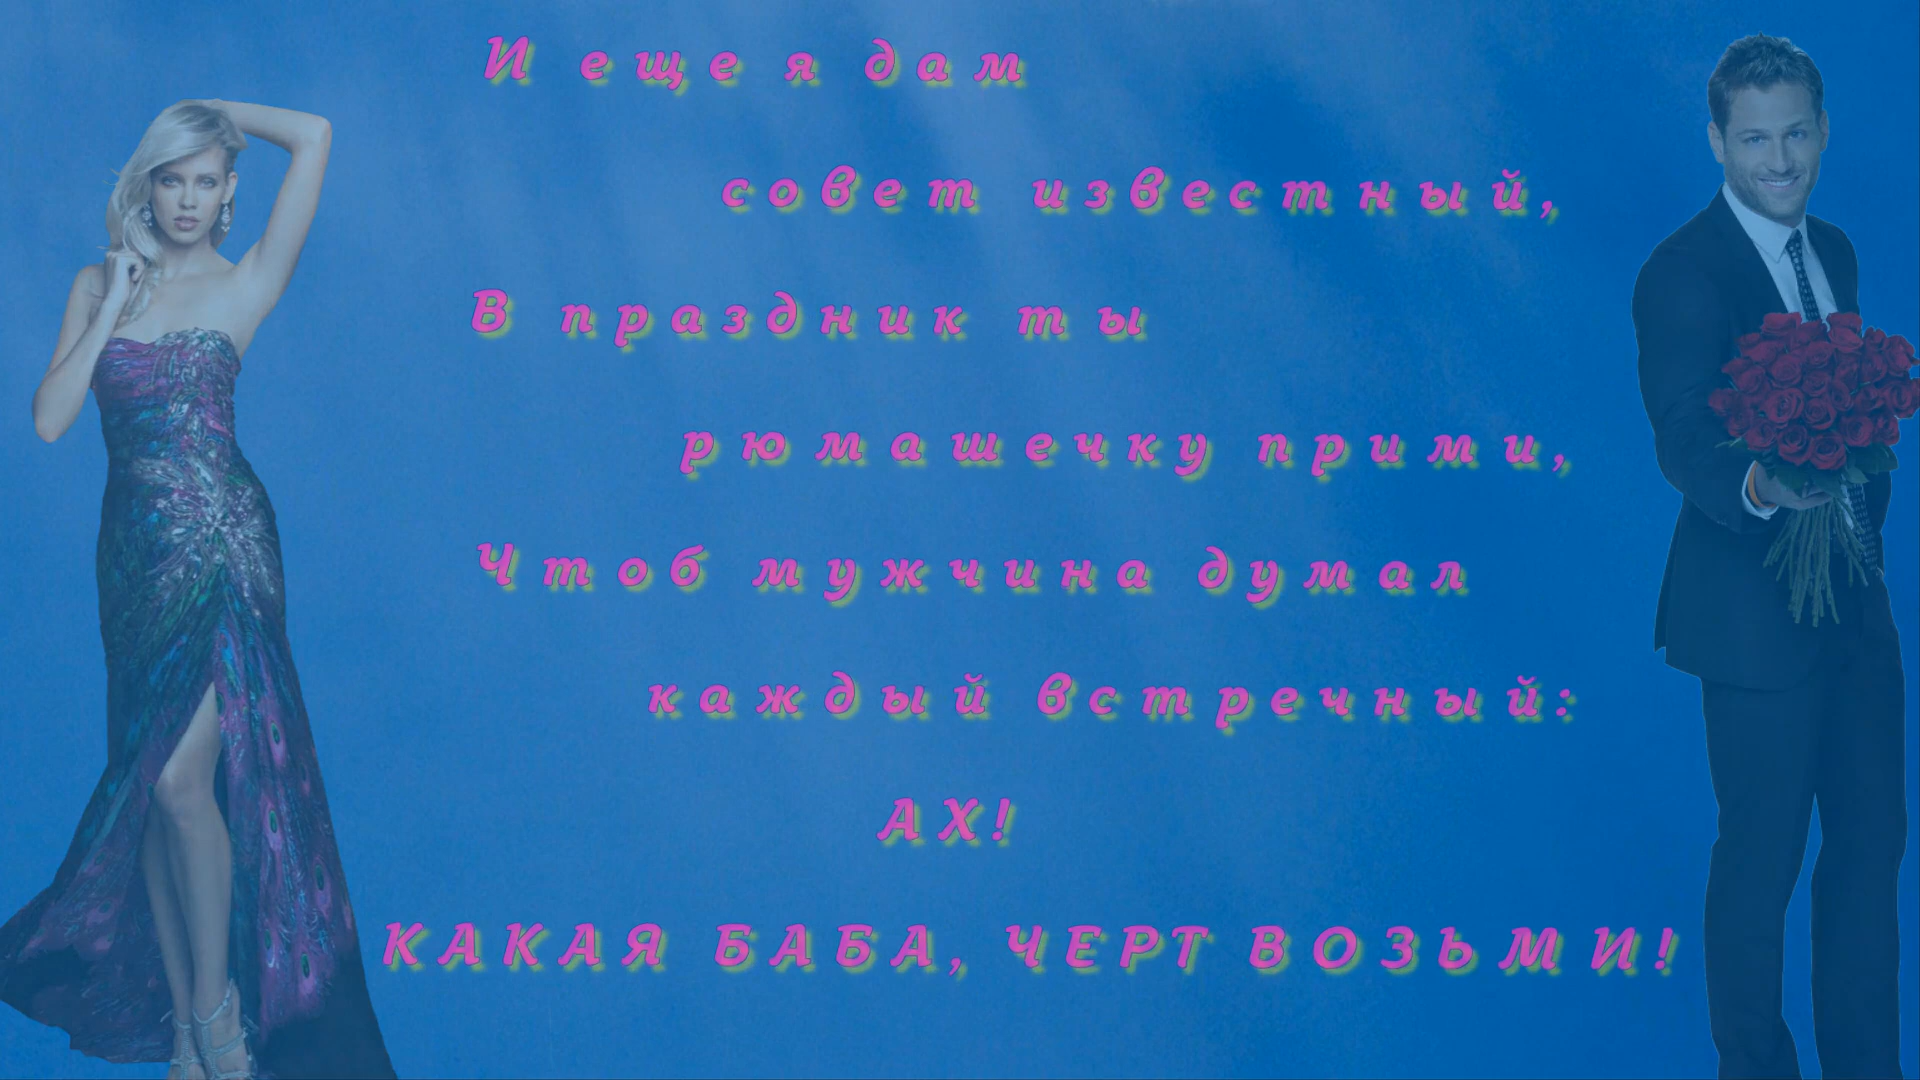 И еще я дам
совет известный,
В праздник ты
рюмашечку прими,
Чтоб мужчина думал
каждый встречный:
АХ!
КАКАЯ БАБА, ЧЕРТ ВОЗЬМИ!